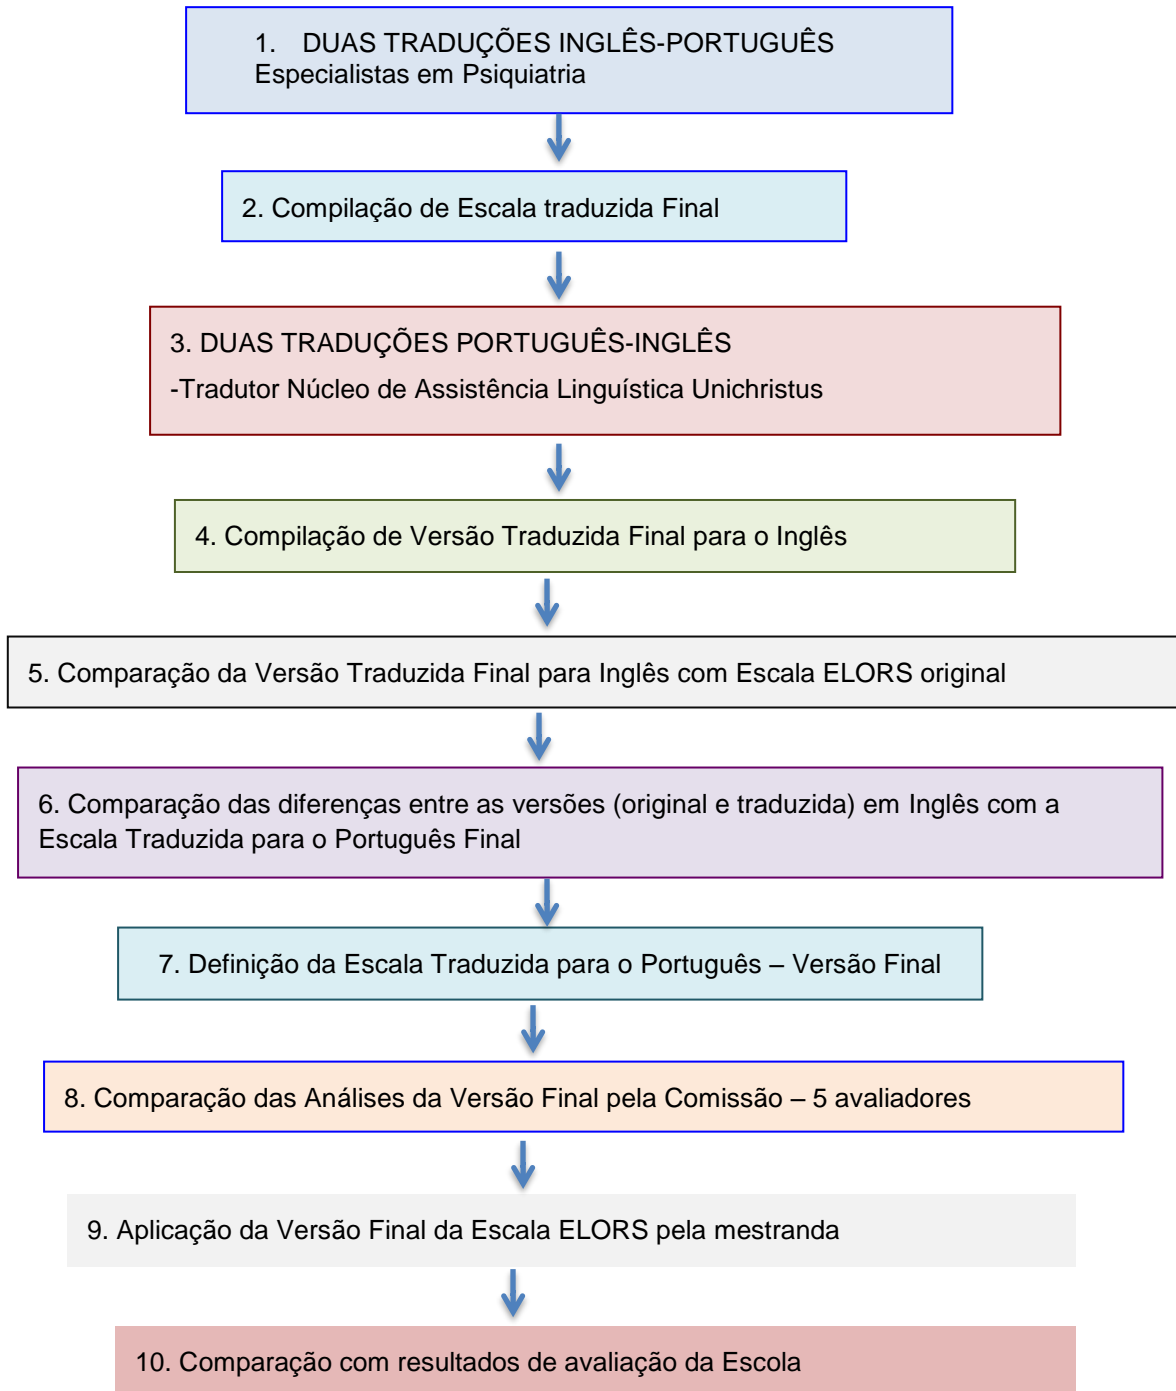 1. DUAS TRADUÇÕES INGLÊS-PORTUGUÊS
Especialistas em Psiquiatria
2. Compilação de Escala traduzida Final
3. DUAS TRADUÇÕES PORTUGUÊS-INGLÊS
-Tradutor Núcleo de Assistência Linguística Unichristus
4. Compilação de Versão Traduzida Final para o Inglês
5. Comparação da Versão Traduzida Final para Inglês com Escala ELORS original
6. Comparação das diferenças entre as versões (original e traduzida) em Inglês com a
Escala Traduzida para o Português Final
7. Definição da Escala Traduzida para o Português – Versão Final
8. Comparação das Análises da Versão Final pela Comissão – 5 avaliadores
9. Aplicação da Versão Final da Escala ELORS pela mestranda
10. Comparação com resultados de avaliação da Escola